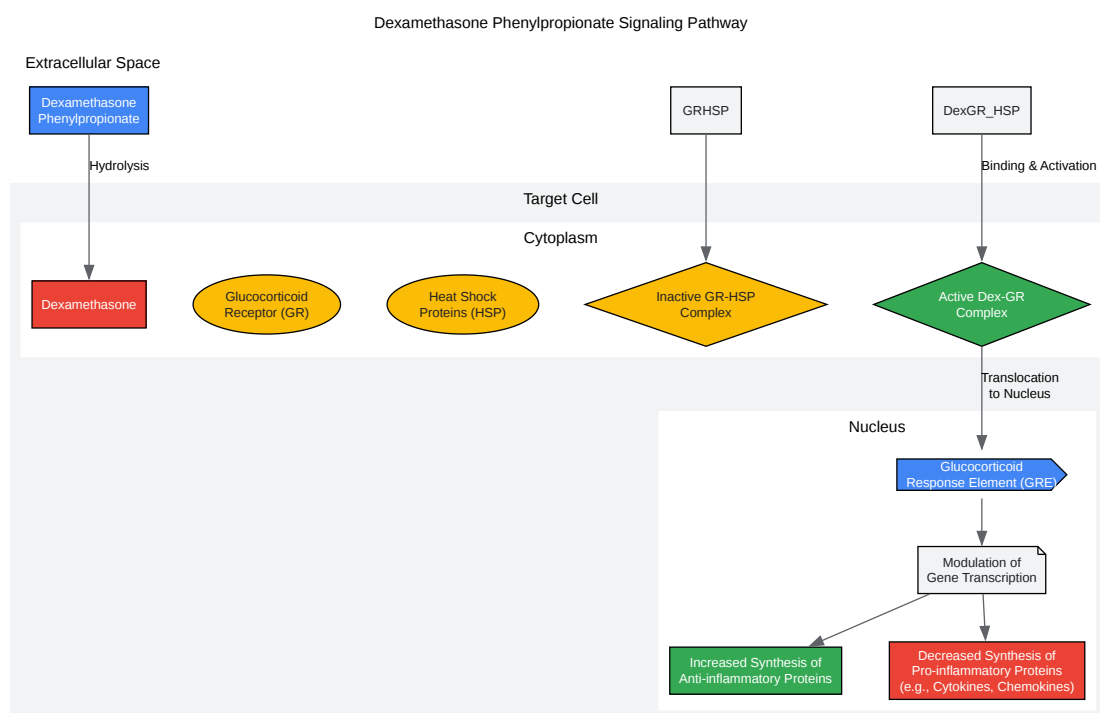 Dexamethasone Phenylpropionate Signaling Pathway
Extracellular Space
Dexamethasone
Phenylpropionate
GRHSP
DexGR_HSP
Hydrolysis
Binding & Activation
Target Cell
Cytoplasm
Dexamethasone
Glucocorticoid
Receptor (GR)
Heat Shock
Proteins (HSP)
Inactive GR-HSP
Complex
Active Dex-GR
Complex
Translocation
to Nucleus
Nucleus
Glucocorticoid
Response Element (GRE)
Modulation of
Gene Transcription
Increased Synthesis of
Anti-inflammatory Proteins
Decreased Synthesis of
Pro-inflammatory Proteins
(e.g., Cytokines, Chemokines)